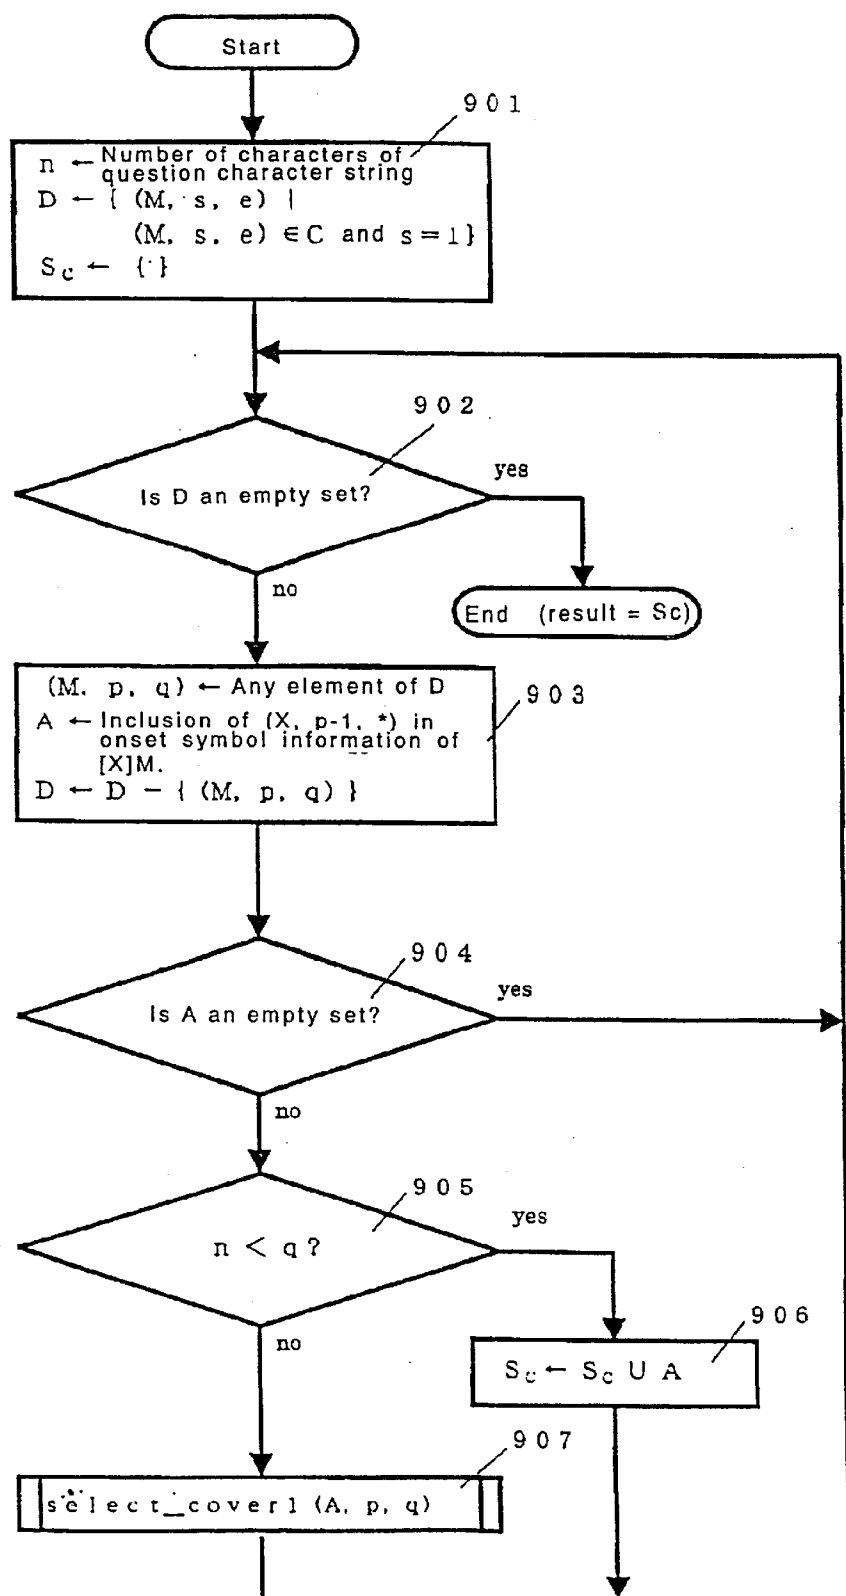 Start
901
n ← Number of characters of
question character string
D ← { (M, s, e) |
(M, s, e) ∈ C and s=1}
Sc ← { }
902
Is D an empty set?
yes
no
End (result = Sc)
903
(M, p, q) ← Any element of D
A ← Inclusion of (X, p-1, *) in
onset symbol information of
[X]M.
D ← D - { (M, p, q) }
904
Is A an empty set?
yes
no
905
n < q ?
yes
no
906
Sc ← Sc U A
907
select_cover1 (A, p, q)